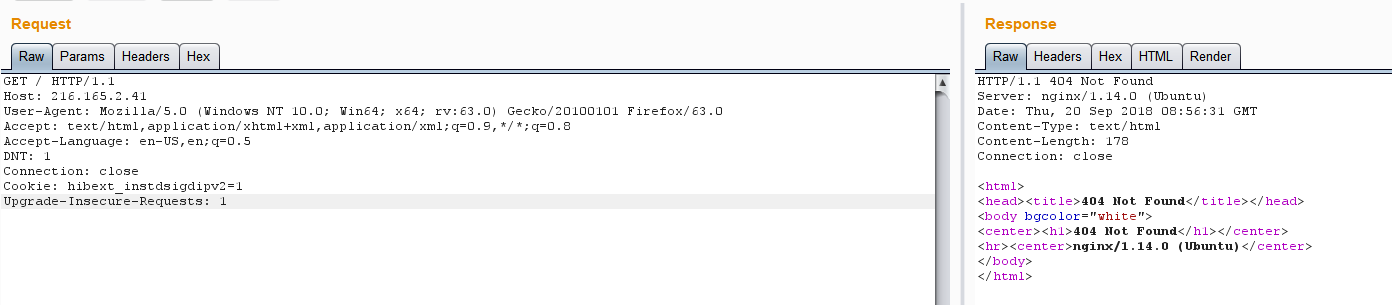 Request
Raw Params Headers Hex
GET / HTTP/1.1
Host: 216.165.2.41
User-Agent: Mozilla/5.0 (Windows NT 10.0; Win64; x64; rv:63.0) Gecko/20100101 Firefox/63.0
Accept: text/html,application/xhtml+xml,application/xml;q=0.9,*/*;q=0.8
Accept-Language: en-US,en;q=0.5
DNT: 1
Connection: close
Cookie: hibext_instdsigdipv2=1
Upgrade-Insecure-Requests: 1
Response
Raw Headers Hex HTML Render
HTTP/1.1 404 Not Found
Server: nginx/1.14.0 (Ubuntu)
Date: Thu, 20 Sep 2018 08:56:31 GMT
Content-Type: text/html
Content-Length: 178
Connection: close
<html>
<head><title>404 Not Found</title></head>
<body bgcolor="white">
<center><h1>404 Not Found</h1></center>
<hr><center>nginx/1.14.0 (Ubuntu)</center>
</body>
</html>